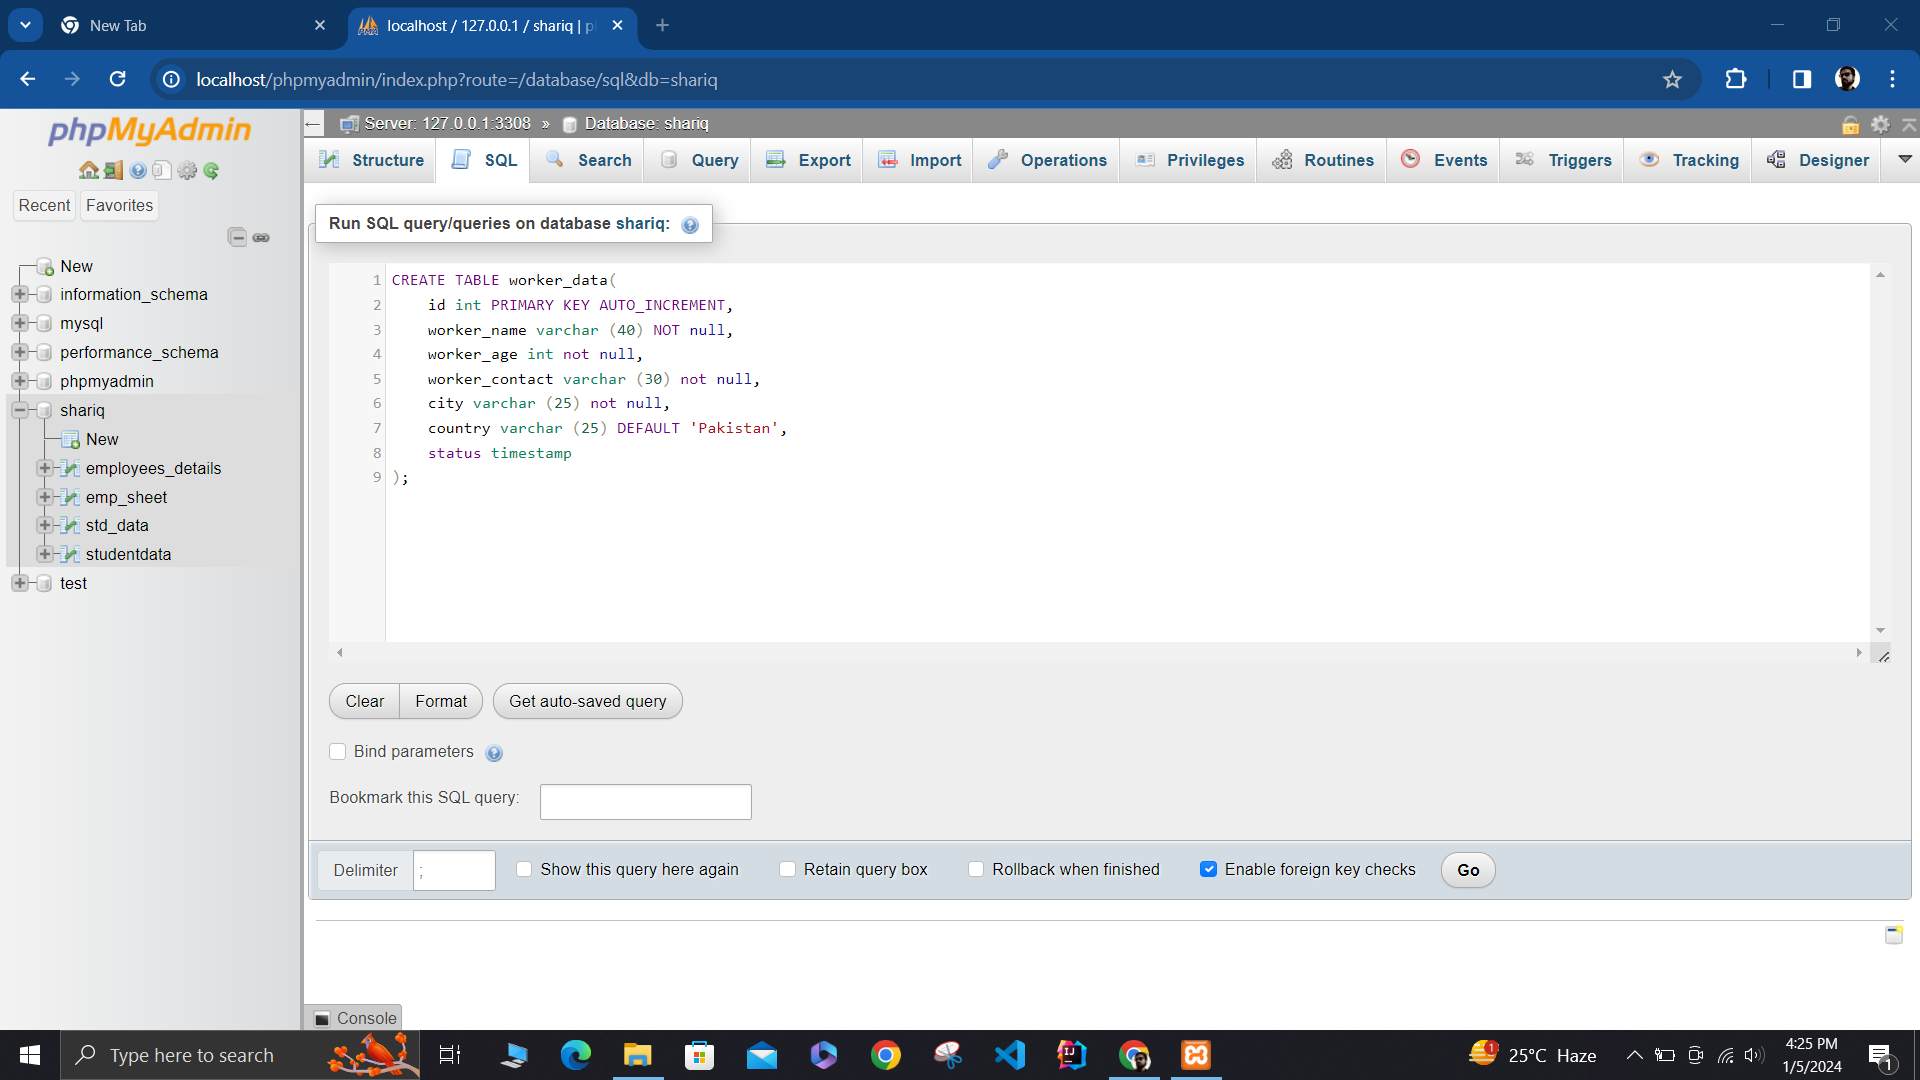 New Tab
localhost / 127.0.0.1 / shariq | p
localhost/phpmyadmin/index.php?route=/database/sql&db=shariq
phpMyAdmin
Recent
Favorites
New
information_schema
mysql
performance_schema
phpmyadmin
shariq
New
employees_details
emp_sheet
std_data
studentdata
test
Server: 127.0.0.1:3308 » Database: shariq
Structure
SQL
Search
Query
Export
Import
Operations
Privileges
Routines
Events
Triggers
Tracking
Designer
Run SQL query/queries on database shariq:
1 CREATE TABLE worker_data(
2 id int PRIMARY KEY AUTO_INCREMENT,
3 worker_name varchar (40) NOT null,
4 worker_age int not null,
5 worker_contact varchar (30) not null,
6 city varchar (25) not null,
7 country varchar (25) DEFAULT 'Pakistan',
8 status timestamp
9 );
Clear
Format
Get auto-saved query
Bind parameters
Bookmark this SQL query:
Delimiter
;
Show this query here again
Retain query box
Rollback when finished
Enable foreign key checks
Go
Console
Type here to search
1
25°C Haze
4:25 PM
1/5/2024
1